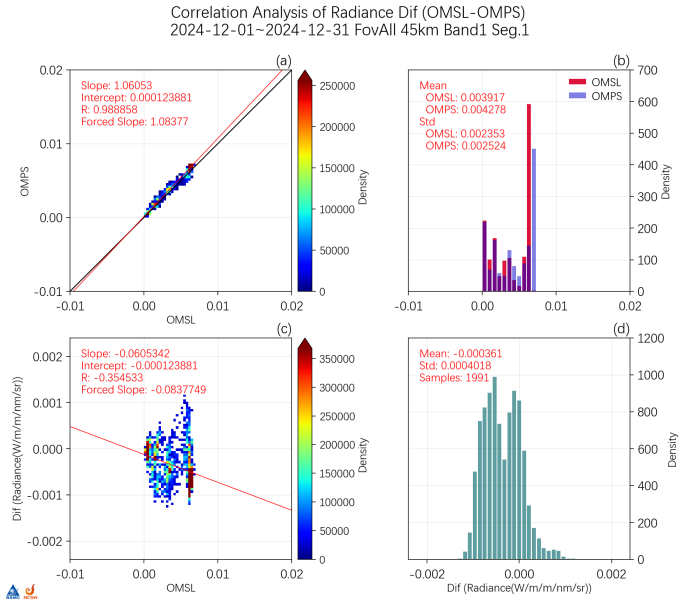 Correlation Analysis of Radiance Dif (OMSL-OMPS)
2024-12-01~2024-12-31 FovAll 45km Band1 Seg.1
(a)
Slope: 1.06053
Intercept: 0.000123881
R: 0.988858
Forced Slope: 1.08377
OMPS
0.02
0.01
0.00
-0.01
-0.01 0.00 0.01 0.02
OMSL
250000
200000
150000
100000
50000
0
Density
(b)
Mean
OMSL: 0.003917
OMPS: 0.004278
Std
OMSL: 0.002353
OMPS: 0.002524
OMSL
OMPS
700
600
500
400
300
200
100
0
Density
-0.01 0.00 0.01 0.02
(c)
Slope: -0.0605342
Intercept: -0.000123881
R: -0.354533
Forced Slope: -0.0837749
Dif (Radiance(W/m/m/nm/sr))
0.002
0.001
0.000
-0.001
-0.002
-0.01 0.00 0.01 0.02
OMSL
350000
300000
250000
200000
150000
100000
50000
0
Density
(d)
Mean: -0.000361
Std: 0.0004018
Samples: 1991
1200
1000
800
600
400
200
0
Density
-0.002 0.000 0.002
Dif (Radiance(W/m/m/nm/sr))